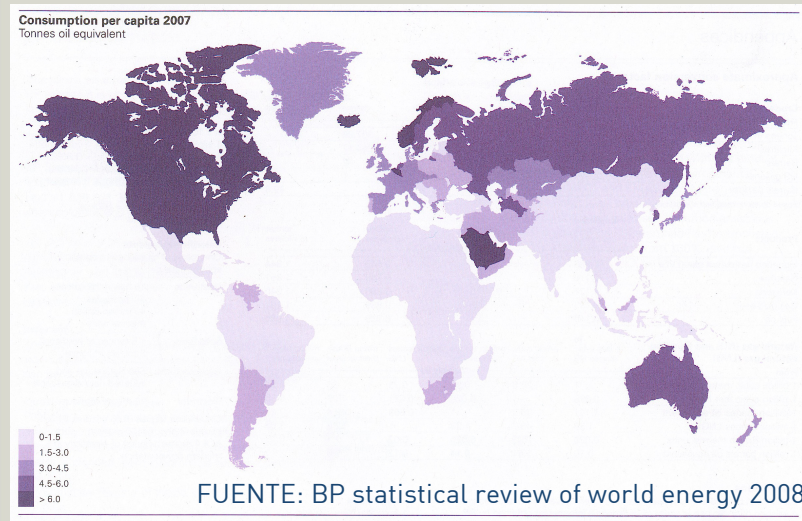 Consumption per capita 2007
Tonnes oil equivalent
0-1.5
1.5-3.0
3.0-4.5
4.5-6.0
> 6.0
FUENTE: BP statistical review of world energy 2008